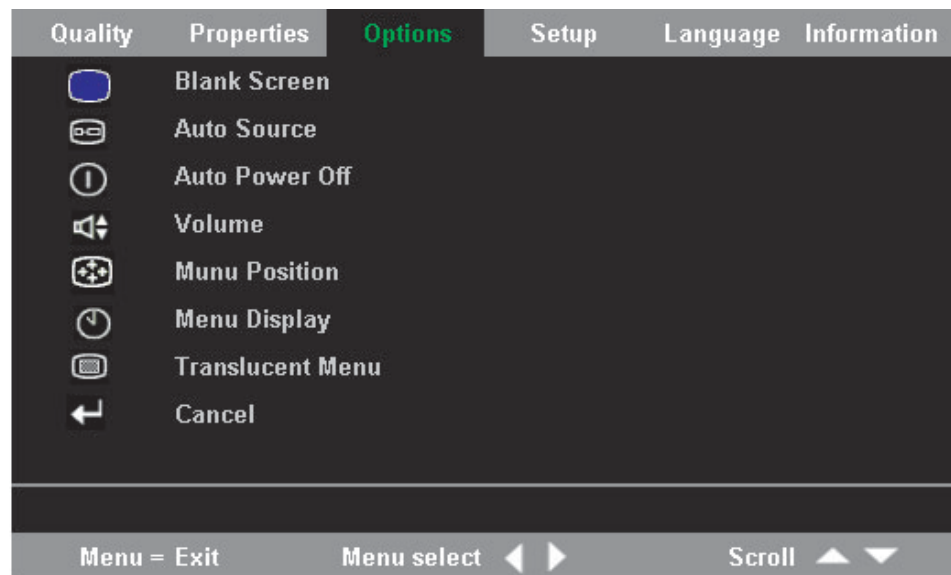 Quality Properties Options Setup Language Information
Blank Screen
Auto Source
Auto Power Off
Volume
Munu Position
Menu Display
Translucent Menu
Cancel
Menu = Exit Menu select Scroll